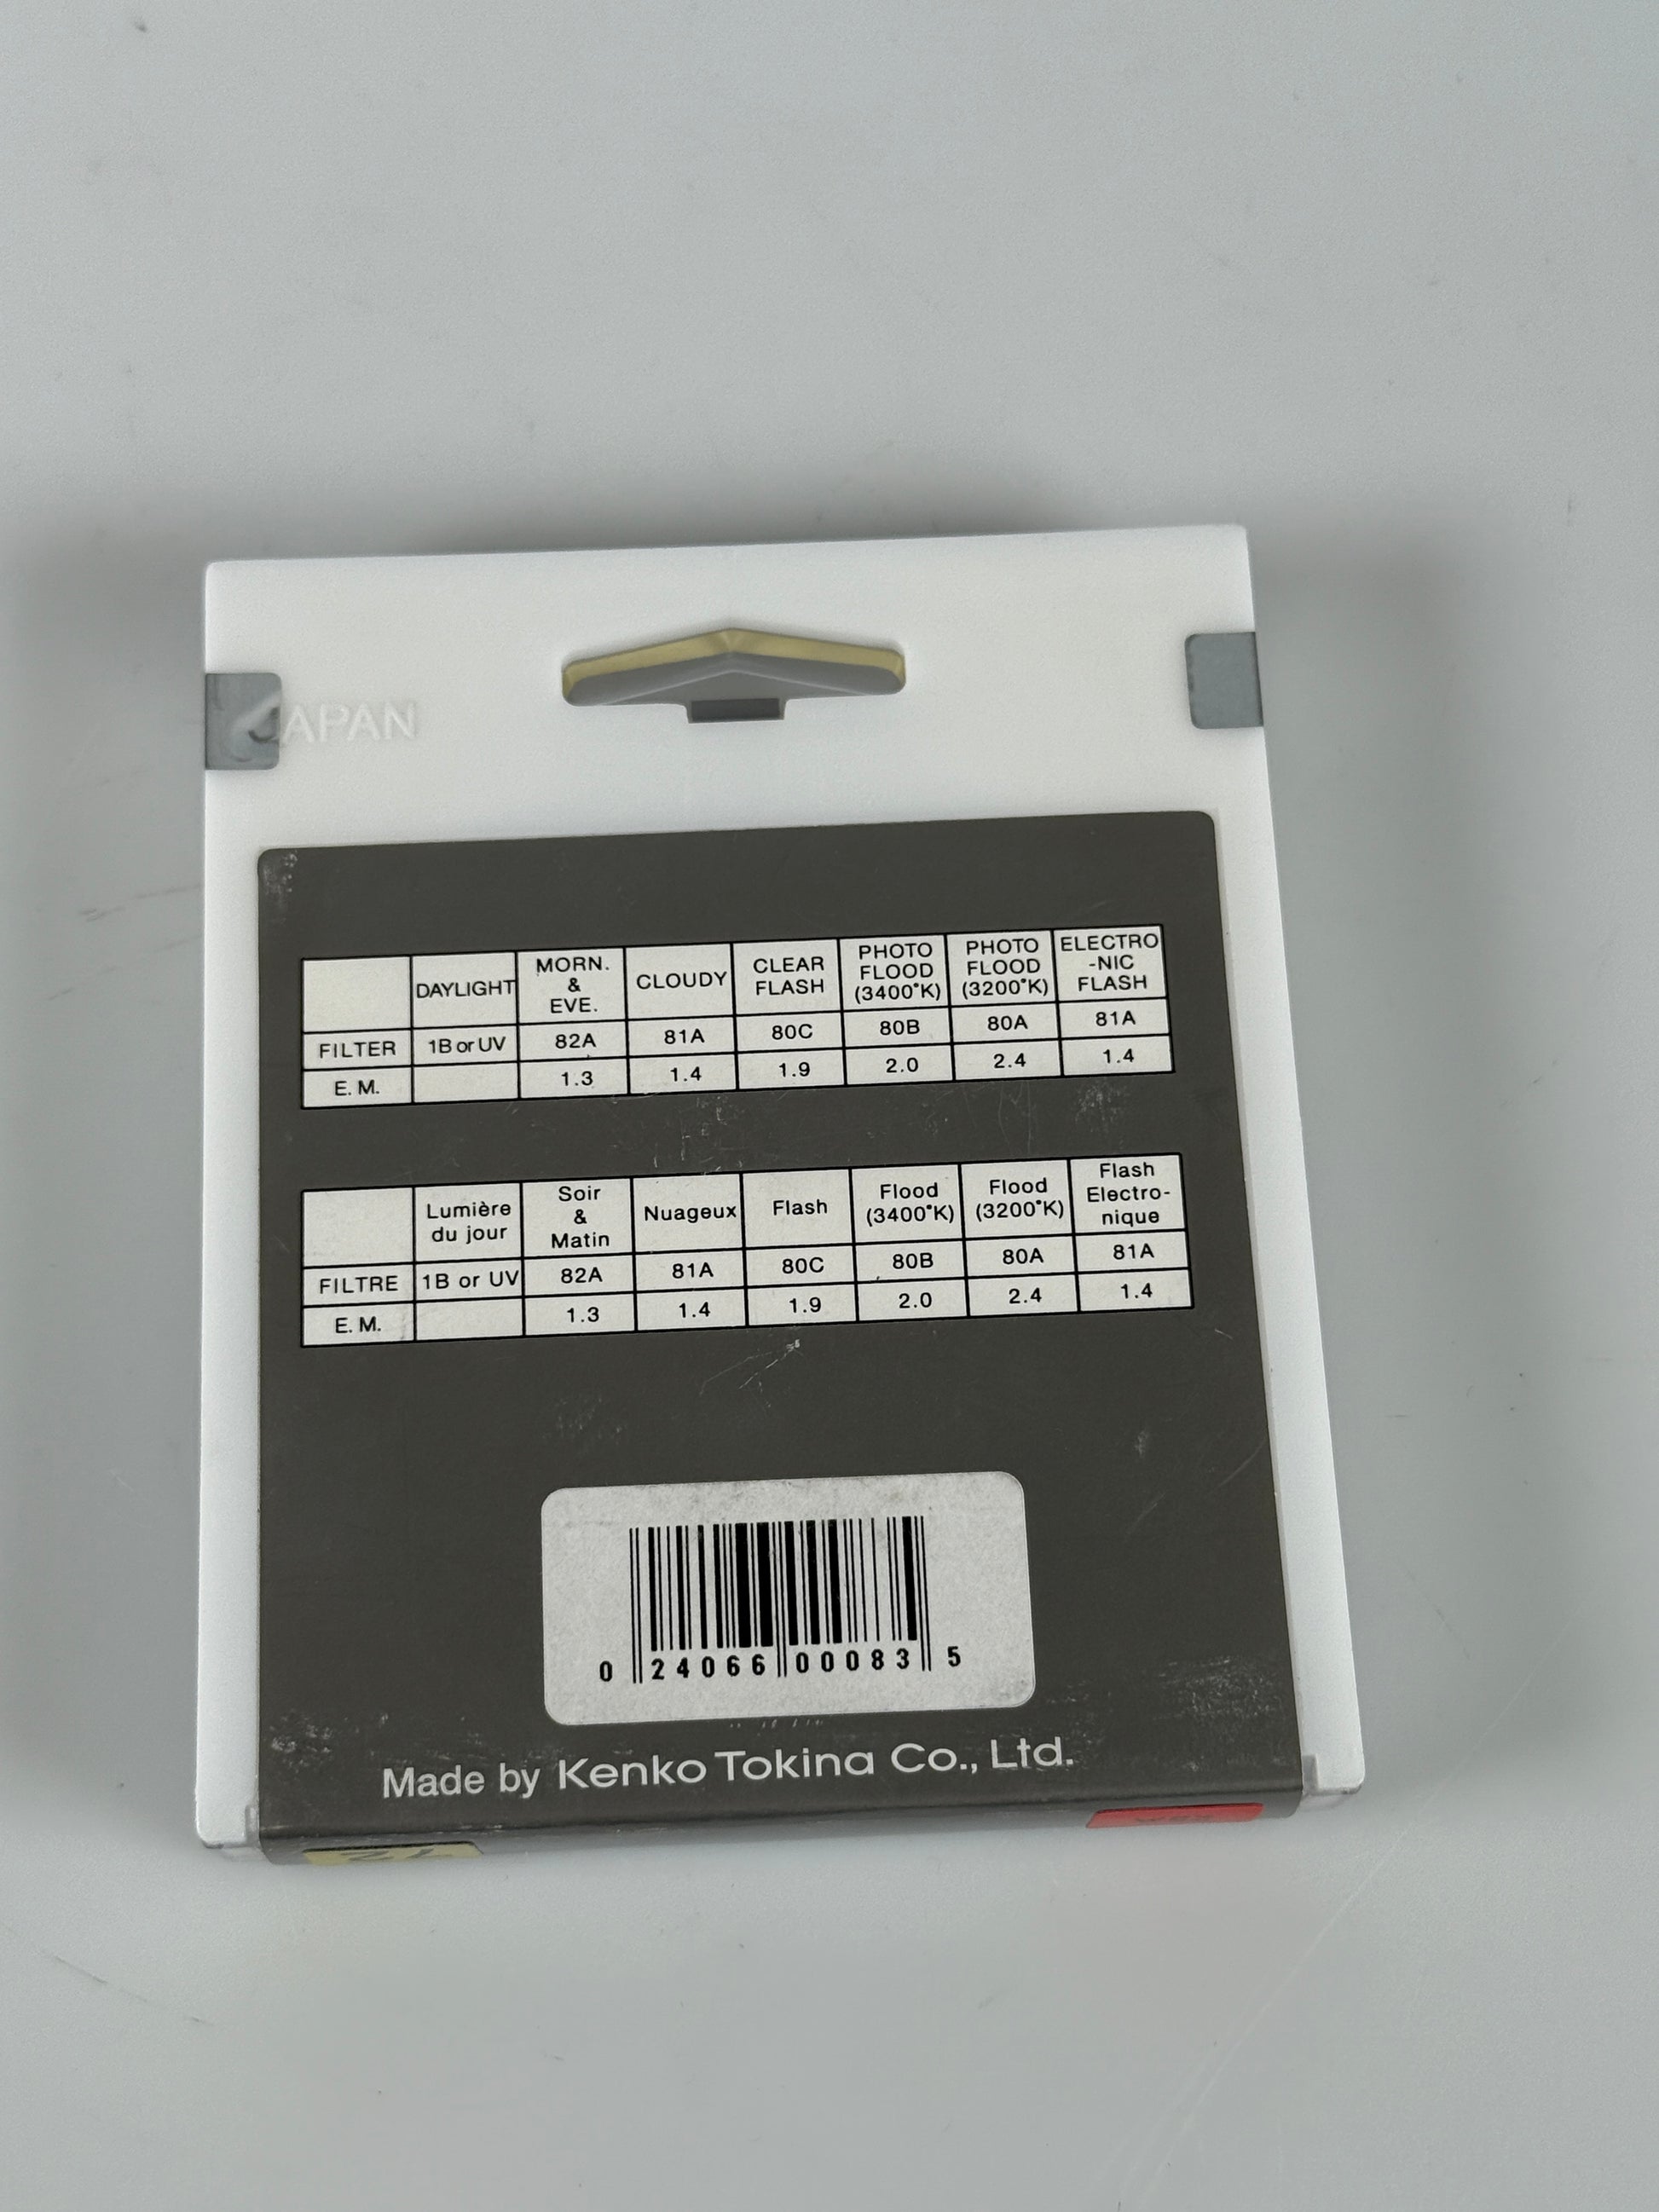 JAPAN
DAYLIGHT MORN. & EVE. CLOUDY CLEAR FLASH PHOTO FLOOD (3400°K) PHOTO FLOOD (3200°K) ELECTRO-NIC FLASH
FILTER 1B or UV 82A 81A 80C 80B 80A 81A
E. M. 1.3 1.4 1.9 2.0 2.4 1.4
Lumière du jour Soir & Matin Nuageux Flash Flood (3400°K) Flood (3200°K) Flash Electro-nique
FILTRE 1B or UV 82A 81A 80C 80B 80A 81A
E. M. 1.3 1.4 1.9 2.0 2.4 1.4
0 24066 00083 5
Made by Kenko Tokina Co., Ltd.